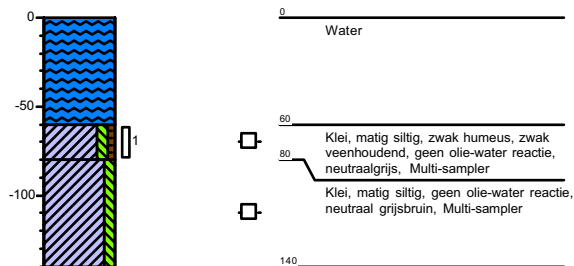 0
-50
-100
1
0
Water
60
Klei, matig siltig, zwak humeus, zwak
veenhoudend, geen olie-water reactie,
neutraalgrijs, Multi-sampler
80
Klei, matig siltig, geen olie-water reactie,
neutraal grijsbruin, Multi-sampler
140